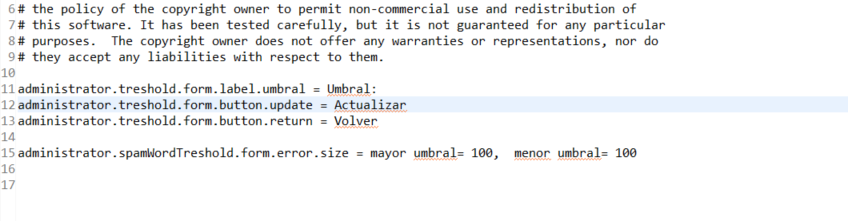 6# the policy of the copyright owner to permit non-commercial use and redistribution of
7# this software. It has been tested carefully, but it is not guaranteed for any particular
8# purposes.  The copyright owner does not offer any warranties or representations, nor do
9# they accept any liabilities with respect to them.
10
11administrator.treshold.form.label.umbral = Umbral:
12administrator.treshold.form.button.update = Actualizar
13administrator.treshold.form.button.return = Volver
14
15administrator.spamWordTreshold.form.error.size = mayor umbral= 100,  menor umbral= 100
16
17